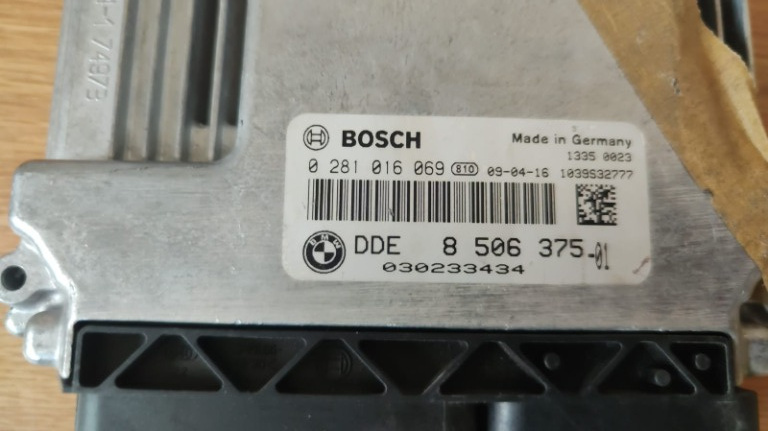 BOSCH
Made in Germany
1335 0023
0 281 016 069 810 09-04-16 1039S32777
BMW DDE 8 506 375-01
030233434